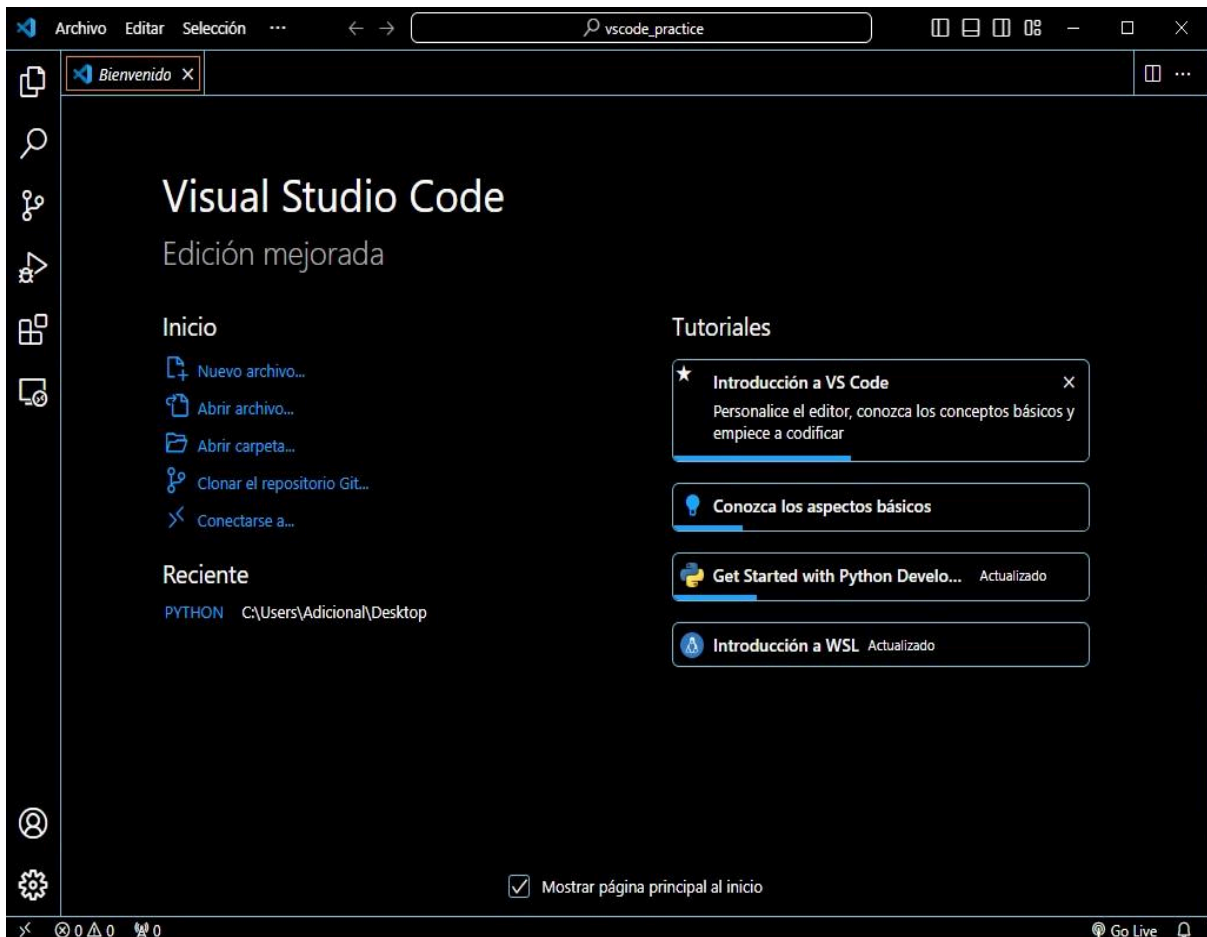 Archivo Editar Selección ··· vscode_practice
Bienvenido
Visual Studio Code
Edición mejorada
Inicio
Nuevo archivo...
Abrir archivo...
Abrir carpeta...
Clonar el repositorio Git...
Conectarse a...
Reciente
PYTHON C:\Users\Adicional\Desktop
Tutoriales
Introducción a VS Code
Personalice el editor, conozca los conceptos básicos y
empiece a codificar
Conozca los aspectos básicos
Get Started with Python Develo... Actualizado
Introducción a WSL Actualizado
Mostrar página principal al inicio
0 0 0 Go Live